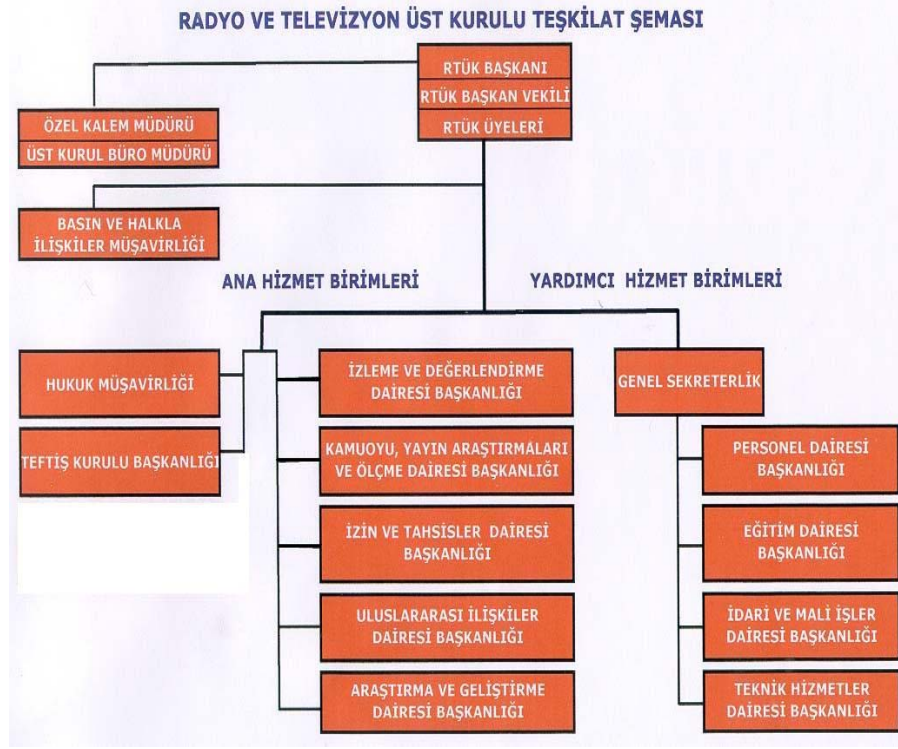 RADYO VE TELEVİZYON ÜST KURULU TEŞKİLAT ŞEMASI
RTÜK BAŞKANI
RTÜK BAŞKAN VEKİLİ
RTÜK ÜYELERİ
ÖZEL KALEM MÜDÜRÜ
ÜST KURUL BÜRO MÜDÜRÜ
BASIN VE HALKLA
İLİŞKİLER MÜŞAVİRLİĞİ
ANA HİZMET BİRİMLERİ
YARDIMCI HİZMET BİRİMLERİ
HUKUK MÜŞAVİRLİĞİ
TEFTİŞ KURULU BAŞKANLIĞI
İZLEME VE DEĞERLENDİRME
DAİRESİ BAŞKANLIĞI
KAMUOYU, YAYIN ARAŞTIRMALARI
VE ÖLÇME DAİRESİ BAŞKANLIĞI
İZİN VE TAHSİSLER DAİRESİ
BAŞKANLIĞI
ULUSLARARASI İLİŞKİLER
DAİRESİ BAŞKANLIĞI
ARAŞTIRMA VE GELİŞTİRME
DAİRESİ BAŞKANLIĞI
GENEL SEKRETERLİK
PERSONEL DAİRESİ
BAŞKANLIĞI
EĞİTİM DAİRESİ
BAŞKANLIĞI
İDARİ VE MALİ İŞLER
DAİRESİ BAŞKANLIĞI
TEKNİK HİZMETLER
DAİRESİ BAŞKANLIĞI